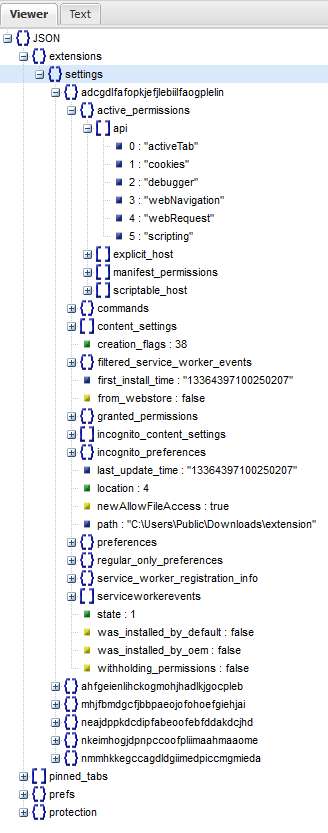 Viewer Text
JSON
extensions
settings
adcgdlfafopkjefjlebiilfaogplelin
active_permissions
api
0 : "activeTab"
1 : "cookies"
2 : "debugger"
3 : "webNavigation"
4 : "webRequest"
5 : "scripting"
explicit_host
manifest_permissions
scriptable_host
commands
content_settings
creation_flags : 38
filtered_service_worker_events
first_install_time : "13364397100250207"
from_webstore : false
granted_permissions
incognito_content_settings
incognito_preferences
last_update_time : "13364397100250207"
location : 4
newAllowFileAccess : true
path : "C:\Users\Public\Downloads\extension"
preferences
regular_only_preferences
service_worker_registration_info
serviceworkerevents
state : 1
was_installed_by_default : false
was_installed_by_oem : false
withholding_permissions : false
ahfgeienlihckogmohjhadlkjgocpleb
mhjfbmdgcfjbbpaeojofohoefgiehjai
neajdppkdcdipfabeoofebfddakdcjhd
nkeimhogjdpnpccoofpliimaahmaaome
nmmhkkegccagdldgiimedpiccmgmieda
pinned_tabs
prefs
protection